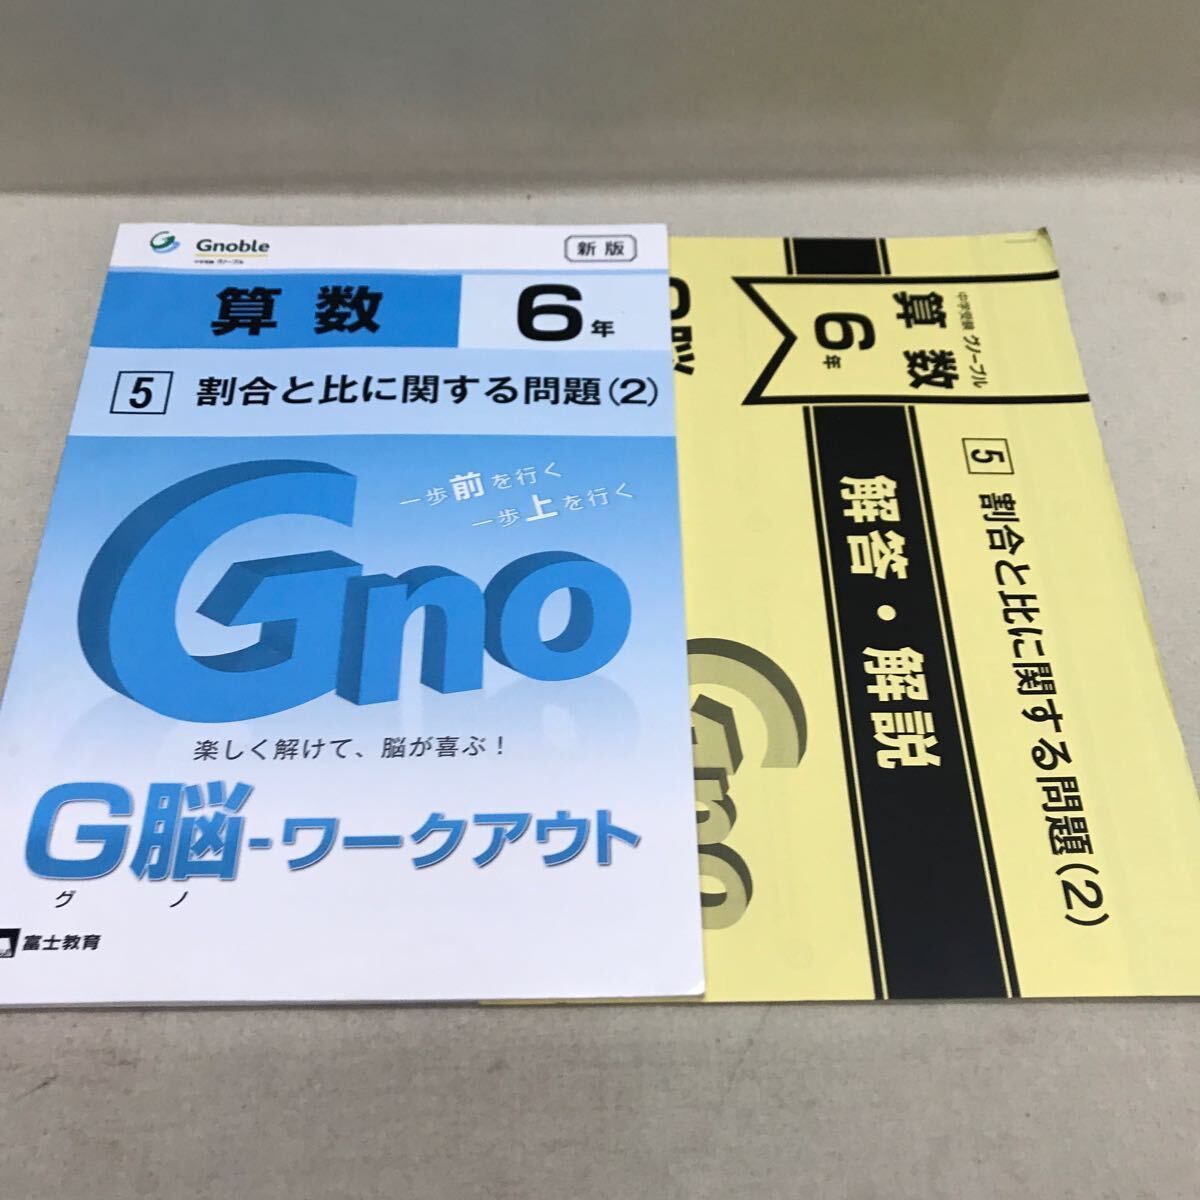 Gnoble
中学受験 グノーブル
新版
算数
6年
5 割合と比に関する問題(2)
一歩前を行く
一歩上を行く
Gno
楽しく解けて、脳が喜ぶ！
G脳-ワークアウト
グ ノ
富士教育
中学受験 グノーブル
算数
6年
5 割合と比に関する問題(2)
解答・解説
Gno